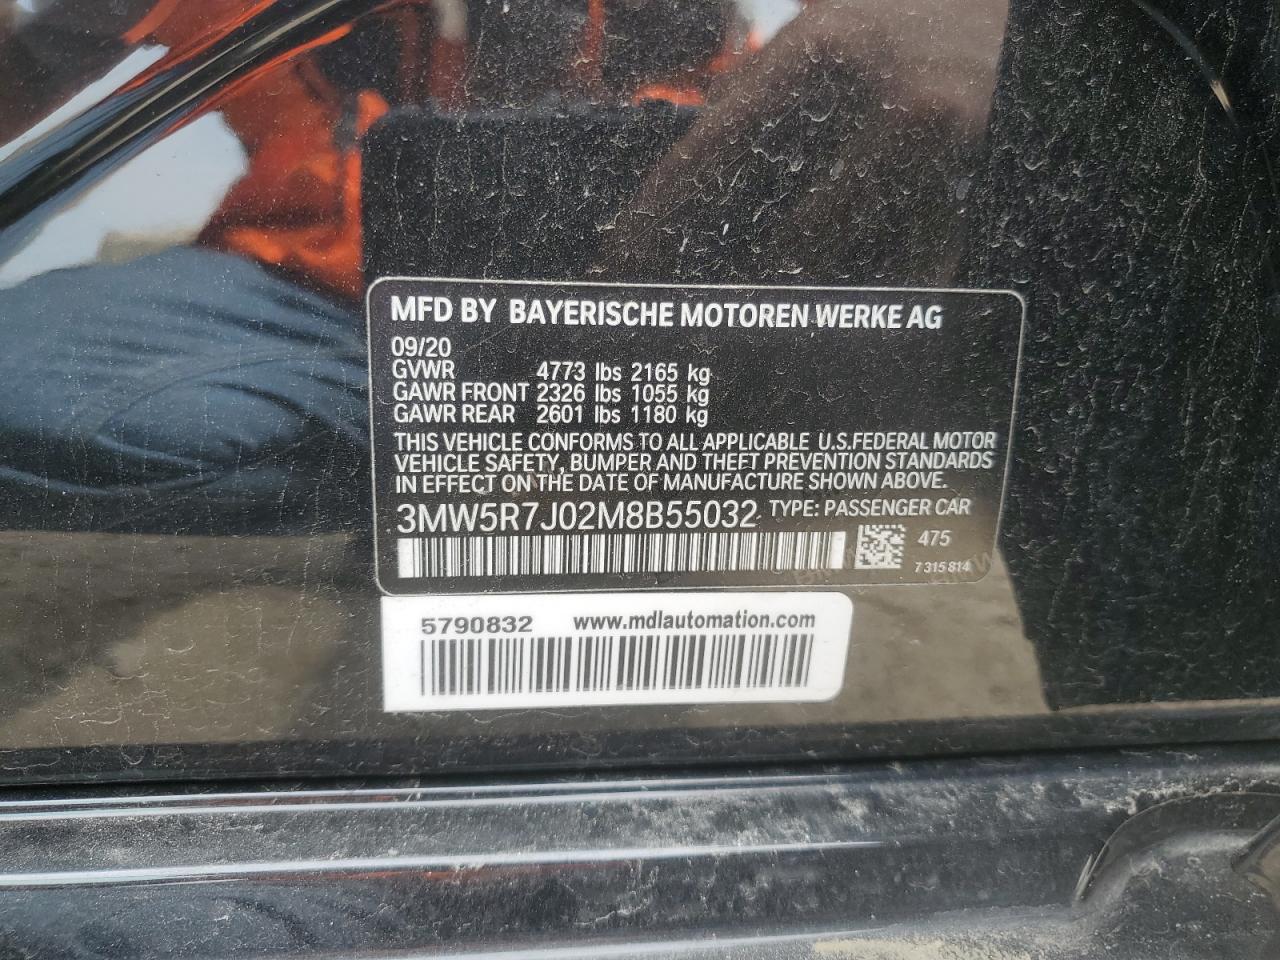 MFD BY BAYERISCHE MOTOREN WERKE AG
09/20
GVWR 4773 lbs 2165 kg
GAWR FRONT 2326 lbs 1055 kg
GAWR REAR 2601 lbs 1180 kg
THIS VEHICLE CONFORMS TO ALL APPLICABLE U.S.FEDERAL MOTOR
VEHICLE SAFETY, BUMPER AND THEFT PREVENTION STANDARDS
IN EFFECT ON THE DATE OF MANUFACTURE SHOWN ABOVE.
3MW5R7J02M8B55032 TYPE: PASSENGER CAR
475
7315814
5790832 www.mdlautomation.com